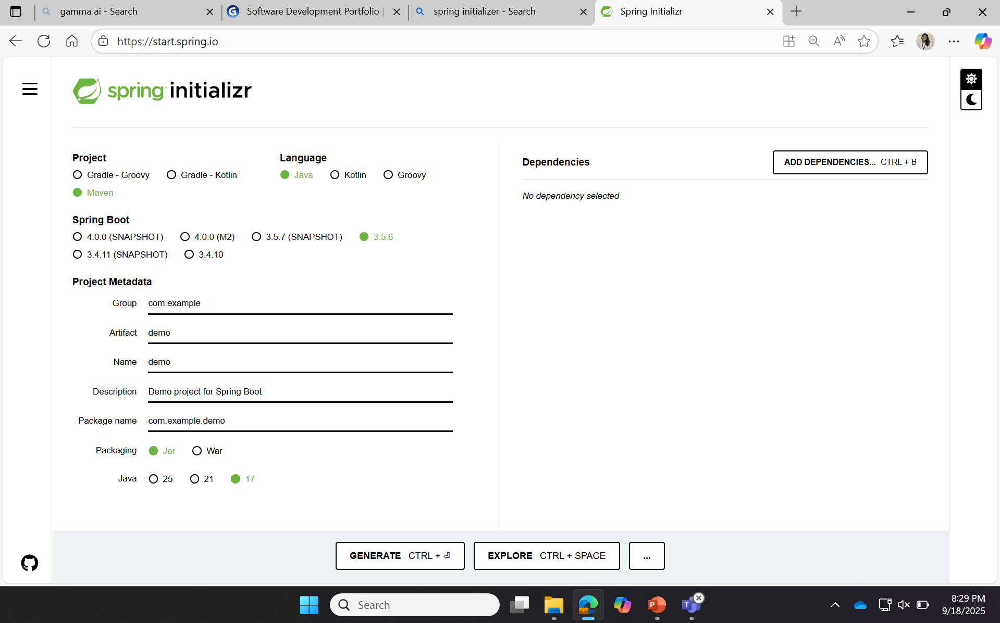 gamma ai - Search
Software Development Portfolio |
spring initializer - Search
Spring Initializr
https://start.spring.io
spring initializr
Project
Gradle - Groovy Gradle - Kotlin
Maven
Language
Java Kotlin Groovy
Spring Boot
4.0.0 (SNAPSHOT) 4.0.0 (M2) 3.5.7 (SNAPSHOT) 3.5.6
3.4.11 (SNAPSHOT) 3.4.10
Project Metadata
Group com.example
Artifact demo
Name demo
Description Demo project for Spring Boot
Package name com.example.demo
Packaging Jar War
Java 25 21 17
Dependencies
ADD DEPENDENCIES... CTRL + B
No dependency selected
GENERATE CTRL + ⏎
EXPLORE CTRL + SPACE
...
Search
8:29 PM
9/18/2025